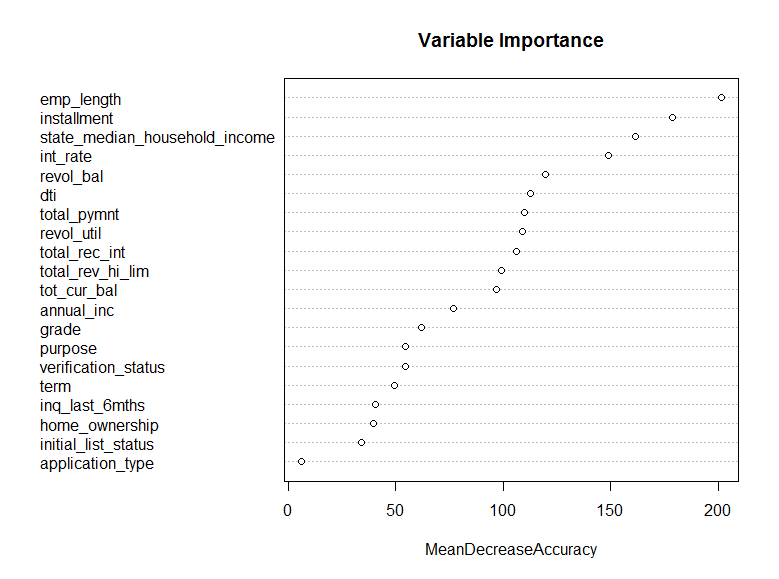 Variable Importance
emp_length
installment
state_median_household_income
int_rate
revol_bal
dti
total_pymnt
revol_util
total_rec_int
total_rev_hi_lim
tot_cur_bal
annual_inc
grade
purpose
verification_status
term
inq_last_6mths
home_ownership
initial_list_status
application_type
0 50 100 150 200
MeanDecreaseAccuracy